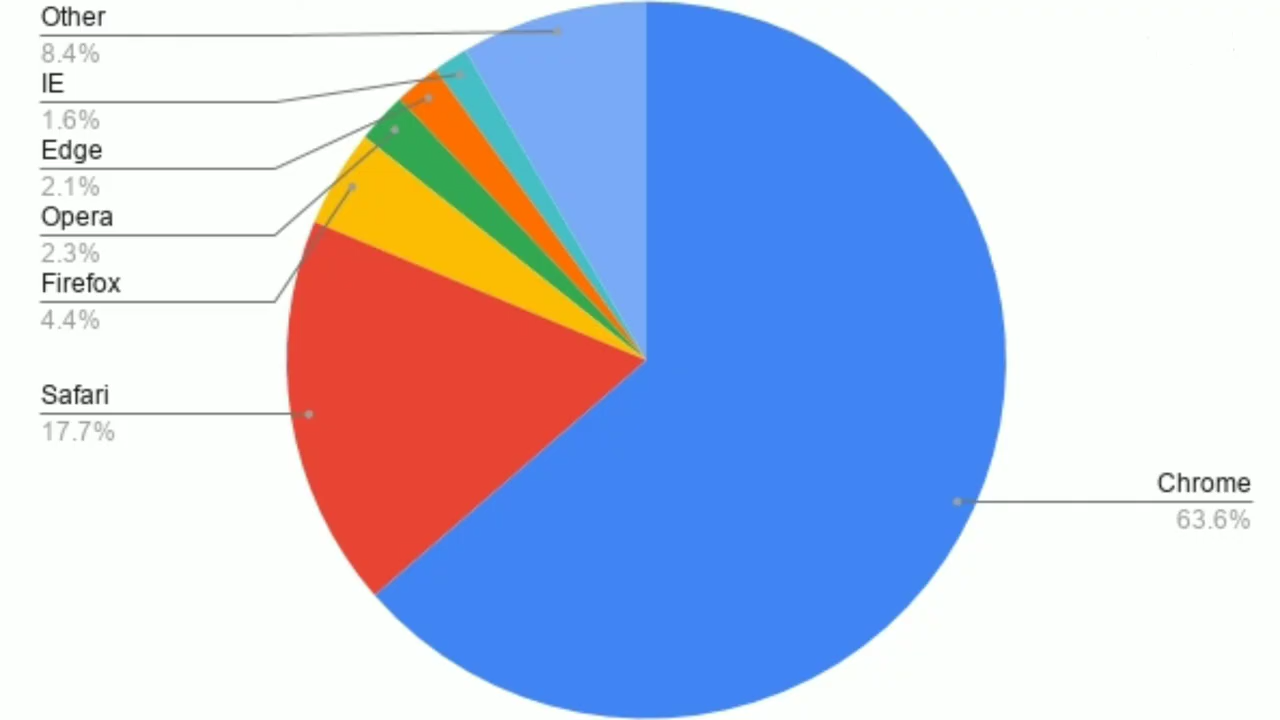 Other
8.4%
IE
1.6%
Edge
2.1%
Opera
2.3%
Firefox
4.4%
Safari
17.7%
Chrome
63.6%